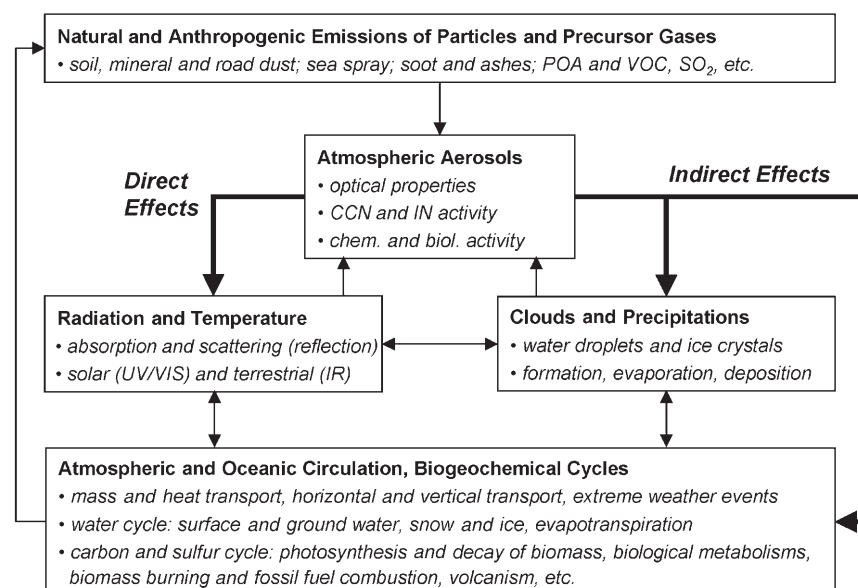 Natural and Anthropogenic Emissions of Particles and Precursor Gases
• soil, mineral and road dust; sea spray; soot and ashes; POA and VOC, SO₂, etc.
Atmospheric Aerosols
• optical properties
• CCN and IN activity
• chem. and biol. activity
Direct
Effects
Indirect Effects
Radiation and Temperature
• absorption and scattering (reflection)
• solar (UV/VIS) and terrestrial (IR)
Clouds and Precipitations
• water droplets and ice crystals
• formation, evaporation, deposition
Atmospheric and Oceanic Circulation, Biogeochemical Cycles
• mass and heat transport, horizontal and vertical transport, extreme weather events
• water cycle: surface and ground water, snow and ice, evapotranspiration
• carbon and sulfur cycle: photosynthesis and decay of biomass, biological metabolisms,
biomass burning and fossil fuel combustion, volcanism, etc.